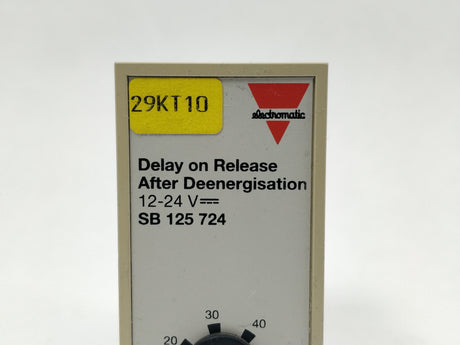 29KT10
electromatic
Delay on Release
After Deenergisation
12-24 V⎓
SB 125 724
30
20 40